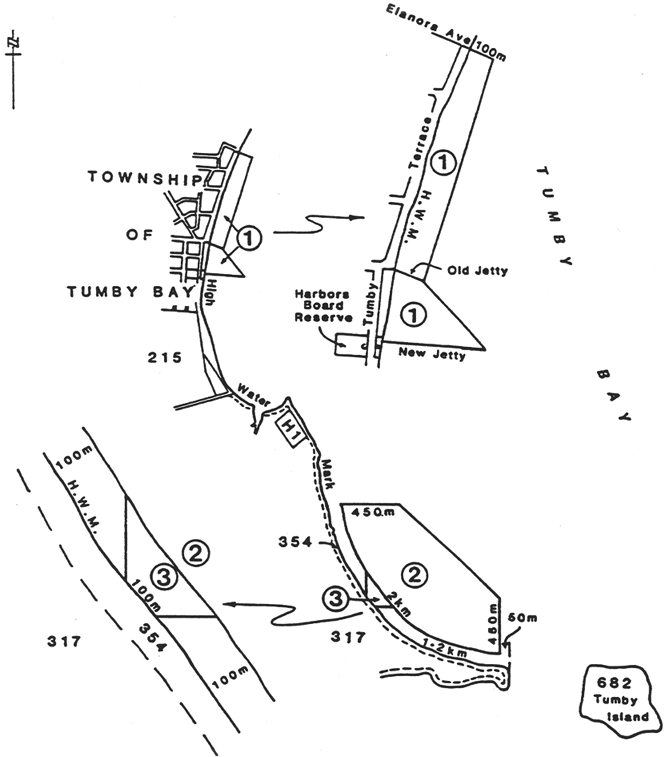 N
Elanora Ave
100m
Terrace
1
H.W.M.
TUMBY
TOWNSHIP
OF
1
TUMBY BAY
High
Old Jetty
Harbors
Board
Reserve
Tumby
1
New Jetty
215
BAY
Water
H1
Mark
100m
H.W.M.
450m
354
2
2
3
100m
3
2km
354
317
450m
50m
317
1·2km
100m
682
Tumby
Island